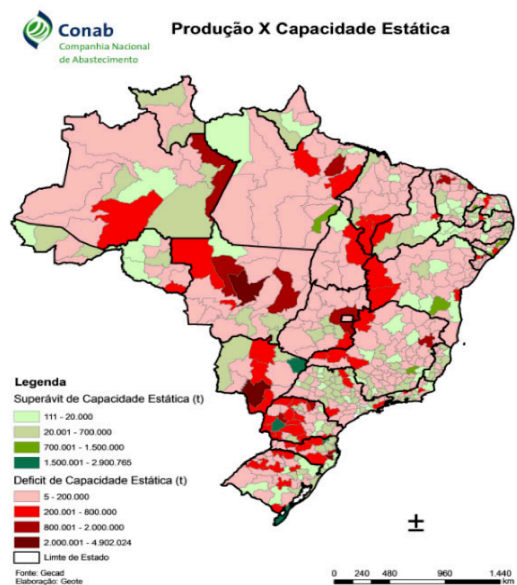 Conab
Companhia Nacional
de Abastecimento
Produção X Capacidade Estática
Legenda
Superávit de Capacidade Estática (t)
111 - 20.000
20.001 - 700.000
700.001 - 1.500.000
1.500.001 - 2.900.765
Deficit de Capacidade Estática (t)
5 - 200.000
200.001 - 800.000
800.001 - 2.000.000
2.000.001 - 4.902.024
Limte de Estado
Fonte: Gecad
Elaboração: Geote
±
0 240 480 960 1.440
km